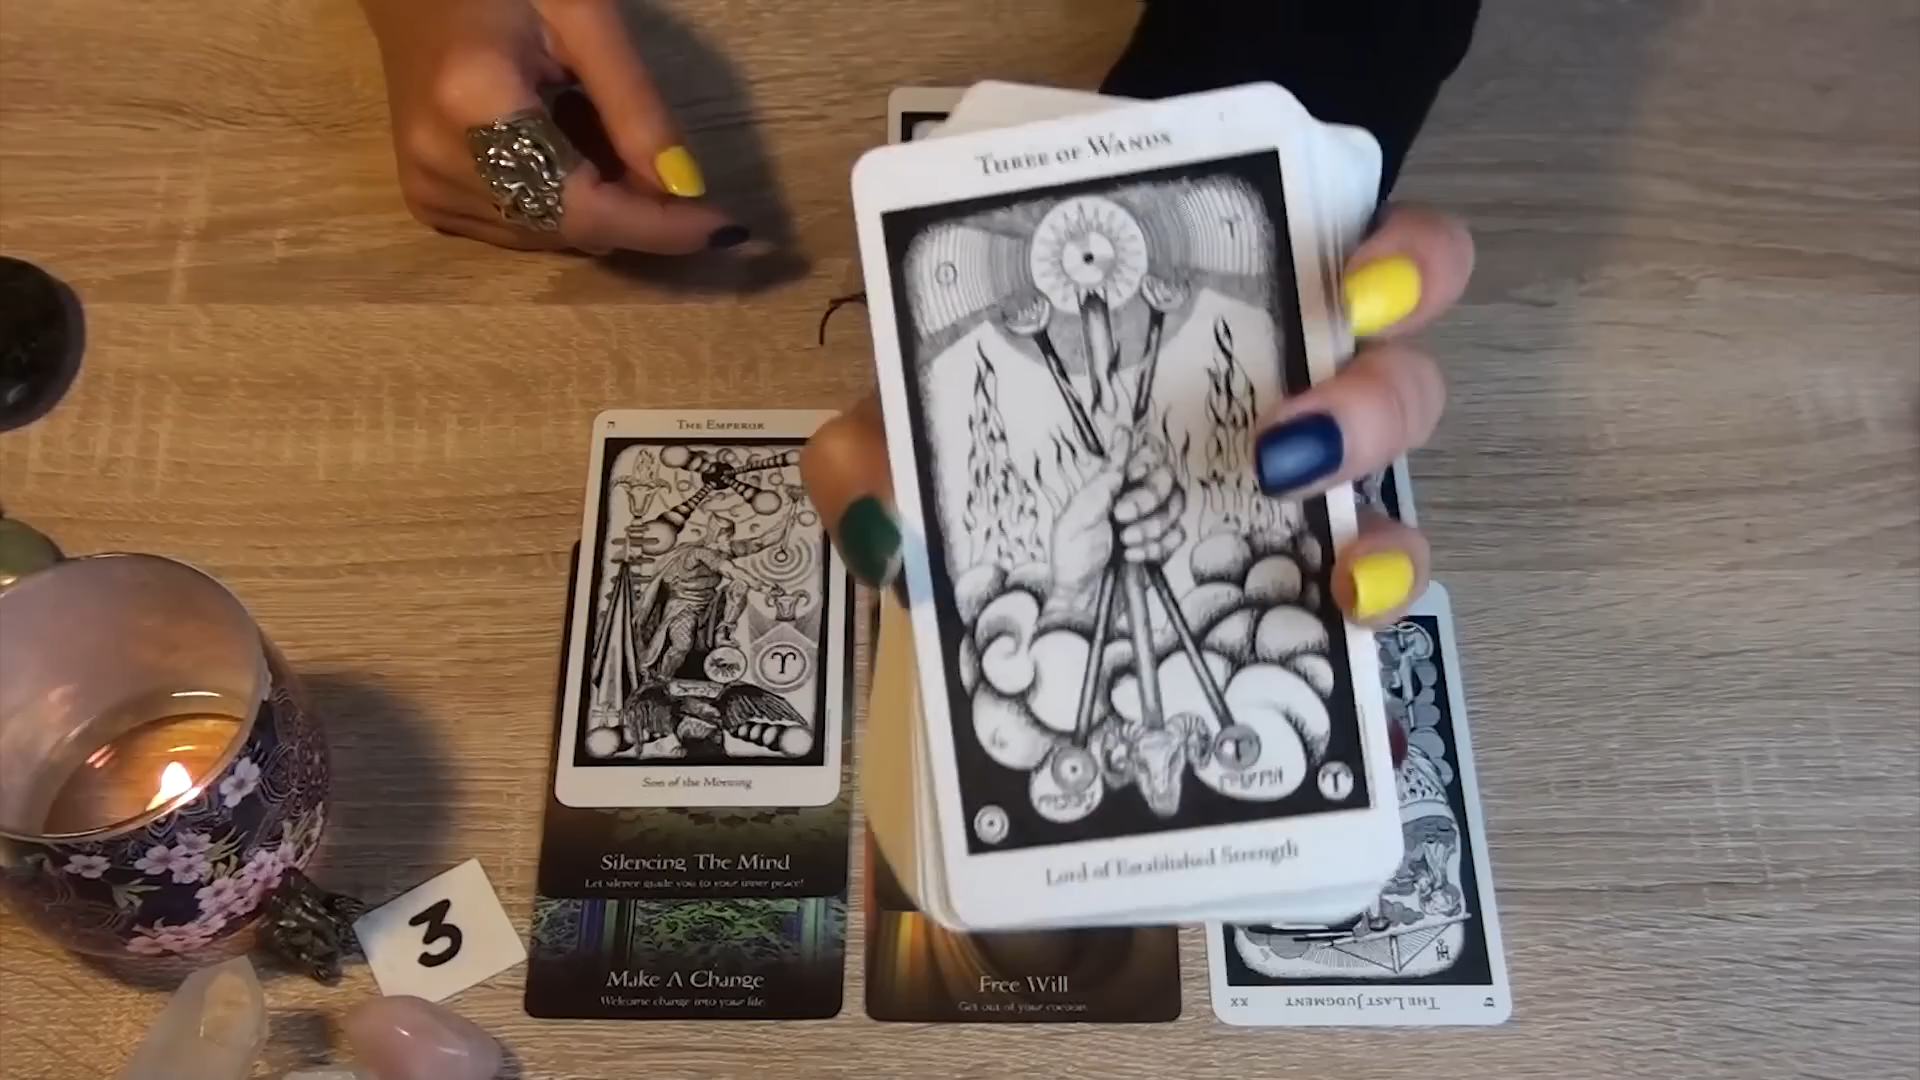 THREE OF WANDS
Lord of Established Strength
THE EMPEROR
Son of the Morning
Silencing The Mind
Let silence guide you to your inner peace!
Make A Change
Welcome change into your life.
3
Free Will
Get out of your cocoon
THE LAST JUDGMENT
XX